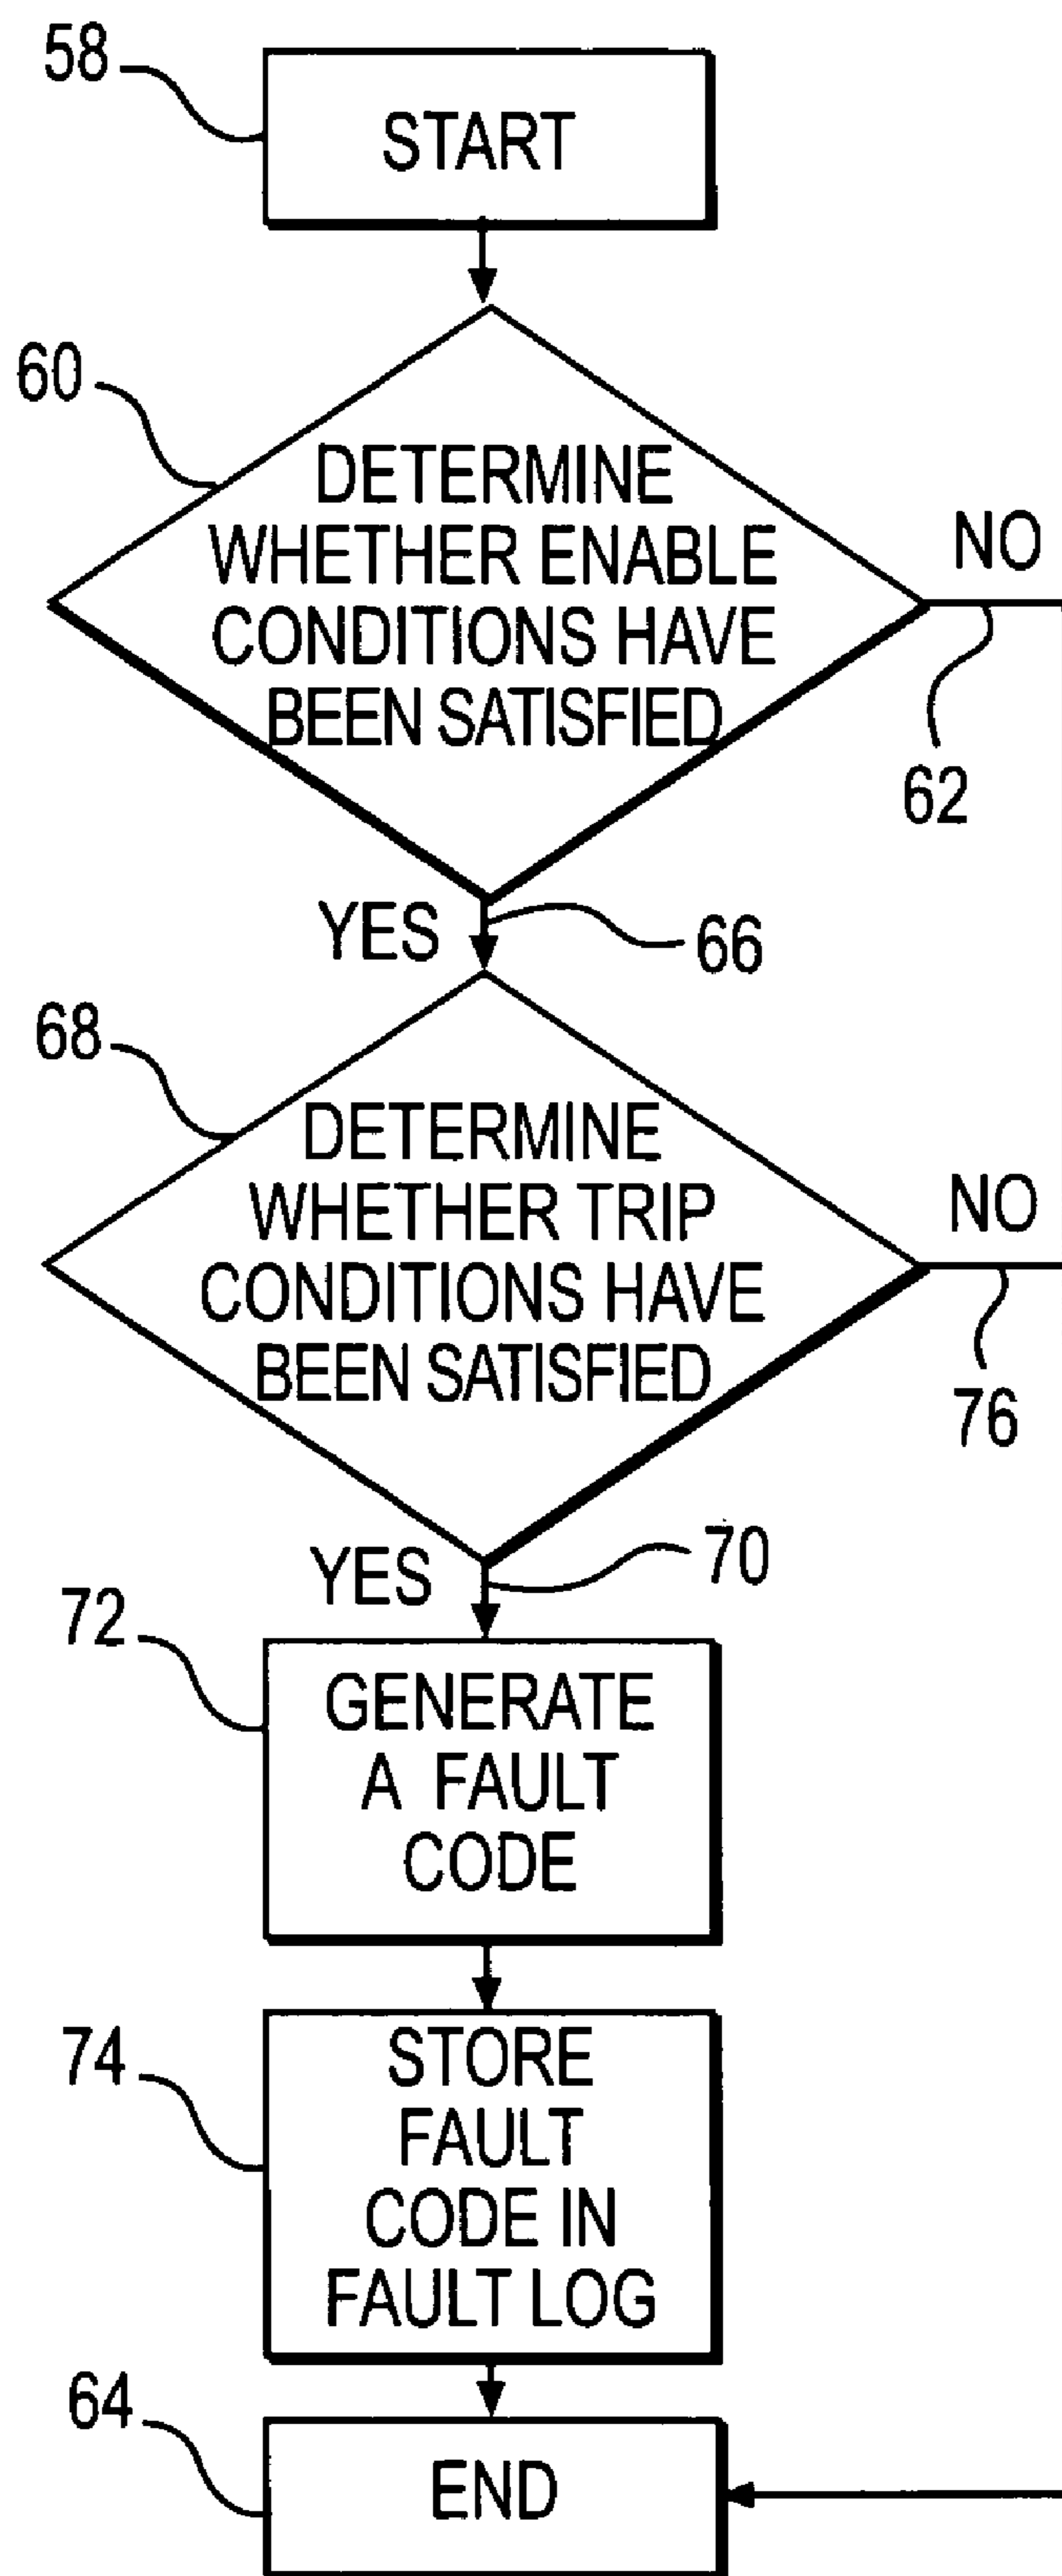 58
START
60
DETERMINE
WHETHER ENABLE
CONDITIONS HAVE
BEEN SATISFIED
NO
62
YES
66
68
DETERMINE
WHETHER TRIP
CONDITIONS HAVE
BEEN SATISFIED
NO
76
YES
70
72
GENERATE
A FAULT
CODE
74
STORE
FAULT
CODE IN
FAULT LOG
64
END